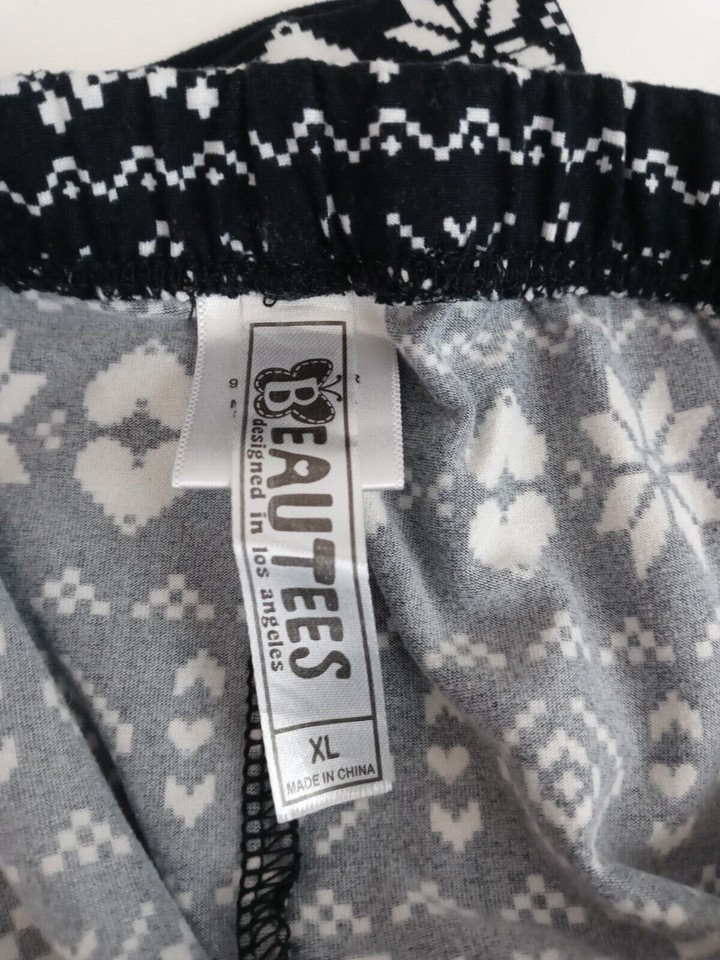 BEAUTEES
designed in los angeles
XL
MADE IN CHINA